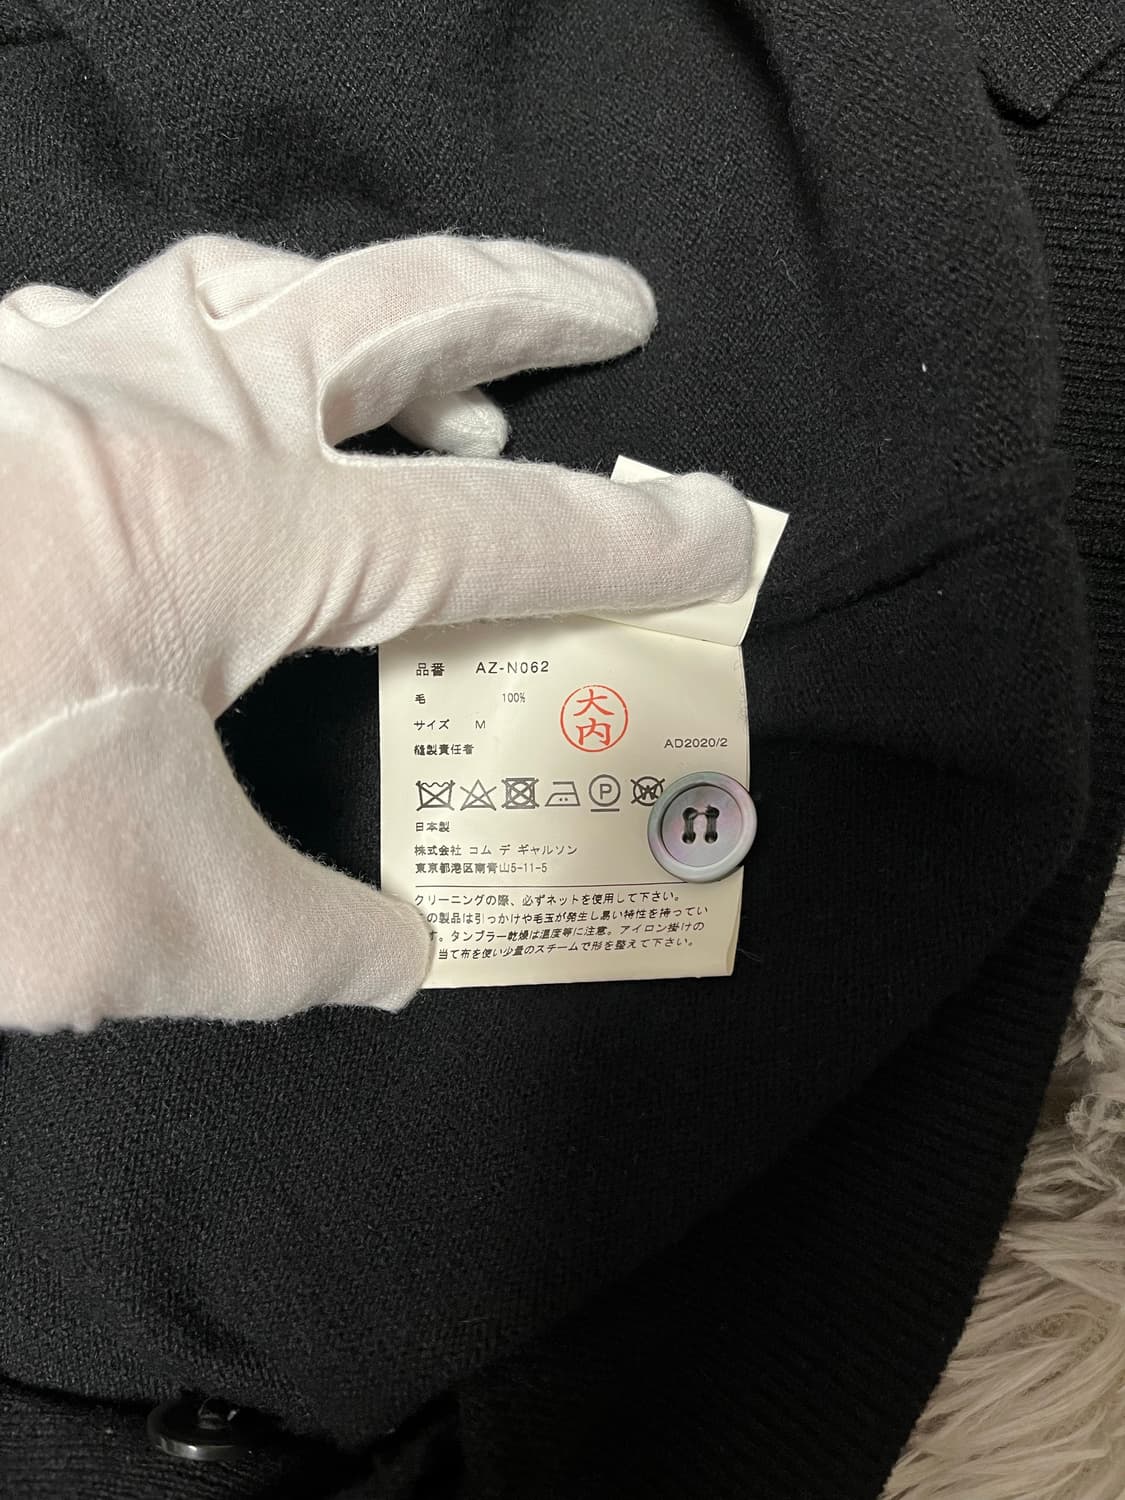 品番 AZ-N062
毛 100%
サイズ M
縫製責任者
大内
AD2020/2
P
W
日本製
株式会社 コム デ ギャルソン
東京都港区南青山5-11-5
クリーニングの際、必ずネットを使用して下さい。
の製品は引っかけや毛玉が発生し易い特性を持ってい
す。タンブラー乾燥は温度等に注意。アイロン掛けの
当て布を使い少量のスチームで形を整えて下さい。